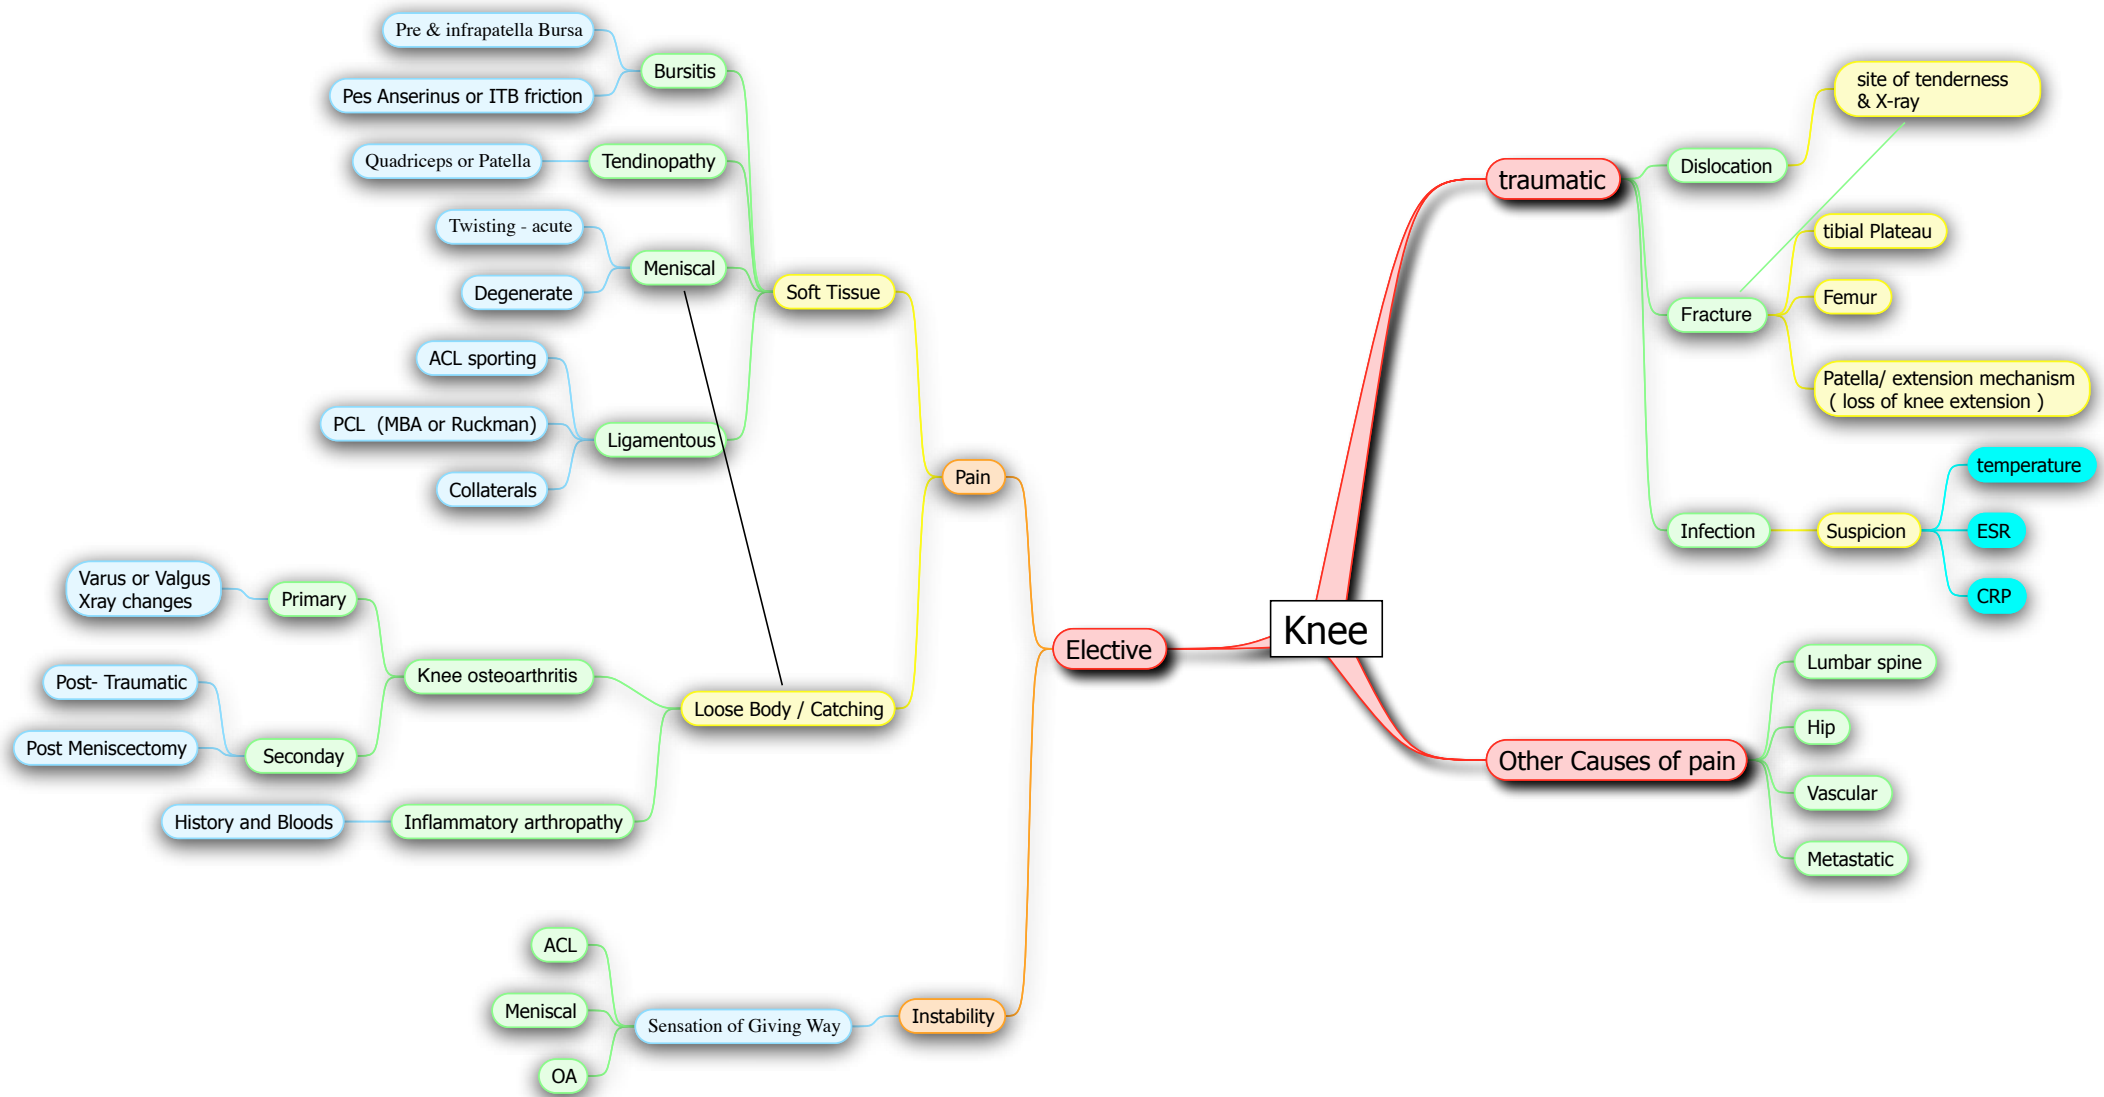 Pre & infrapatella Bursa
Bursitis
Pes Anserinus or ITB friction
Quadriceps or Patella
Tendinopathy
Twisting - acute
Meniscal
Degenerate
Soft Tissue
ACL sporting
PCL  (MBA or Ruckman)
Ligamentous
Collaterals
Pain
Varus or Valgus
Xray changes
Primary
Knee osteoarthritis
Post- Traumatic
Post Meniscectomy
Seconday
Loose Body / Catching
History and Bloods
Inflammatory arthropathy
Elective
Knee
ACL
Meniscal
Sensation of Giving Way
Instability
OA
traumatic
Dislocation
site of tenderness
& X-ray
tibial Plateau
Femur
Fracture
Patella/ extension mechanism
( loss of knee extension )
Infection
Suspicion
temperature
ESR
CRP
Other Causes of pain
Lumbar spine
Hip
Vascular
Metastatic